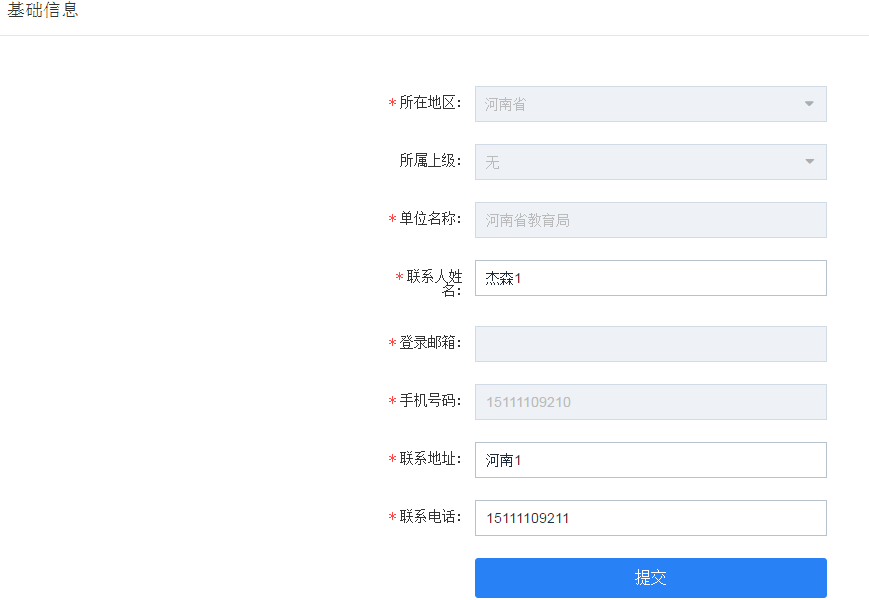 基础信息
*所在地区: 河南省
所属上级: 无
*单位名称: 河南省教育局
*联系人姓名: 杰森1
*登录邮箱:
*手机号码: 15111109210
*联系地址: 河南1
*联系电话: 15111109211
提交